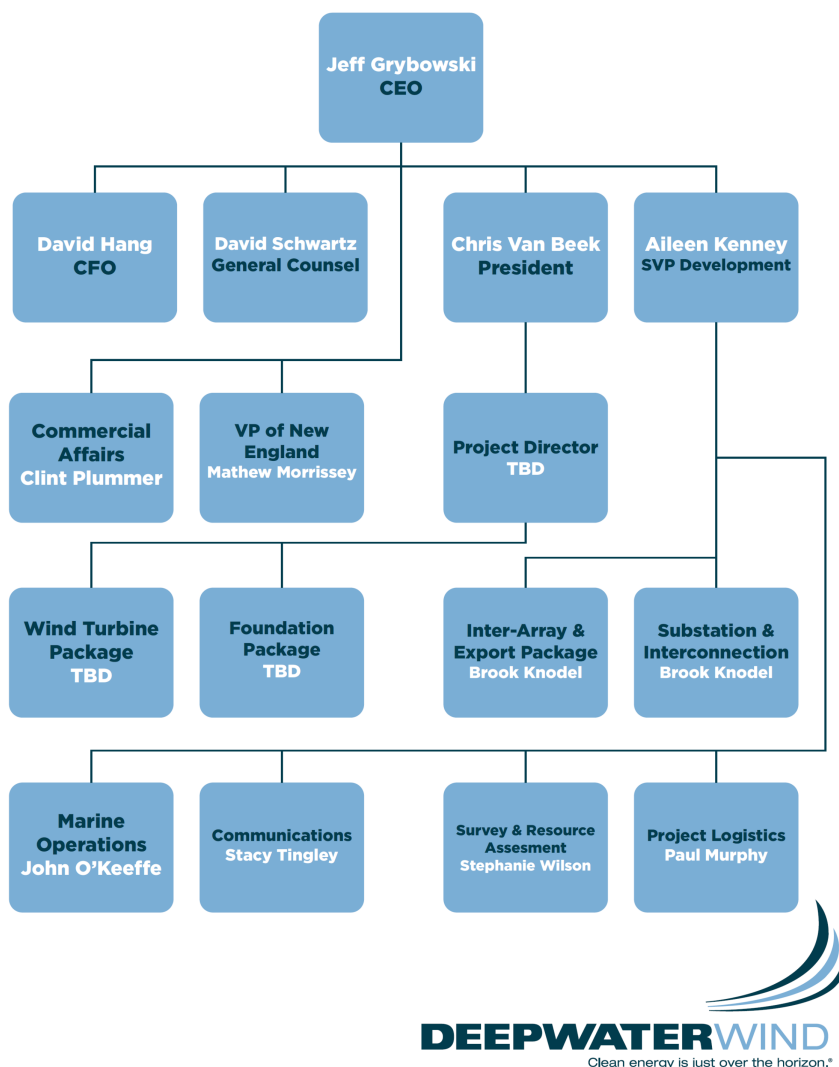 Jeff Grybowski
CEO
David Hang
CFO
David Schwartz
General Counsel
Chris Van Beek
President
Aileen Kenney
SVP Development
Commercial
Affairs
Clint Plummer
VP of New
England
Mathew Morrissey
Project Director
TBD
Wind Turbine
Package
TBD
Foundation
Package
TBD
Inter-Array &
Export Package
Brook Knodel
Substation &
Interconnection
Brook Knodel
Marine
Operations
John O'Keeffe
Communications
Stacy Tingley
Survey & Resource
Assesment
Stephanie Wilson
Project Logistics
Paul Murphy
DEEPWATERWIND
Clean energy is just over the horizon.®